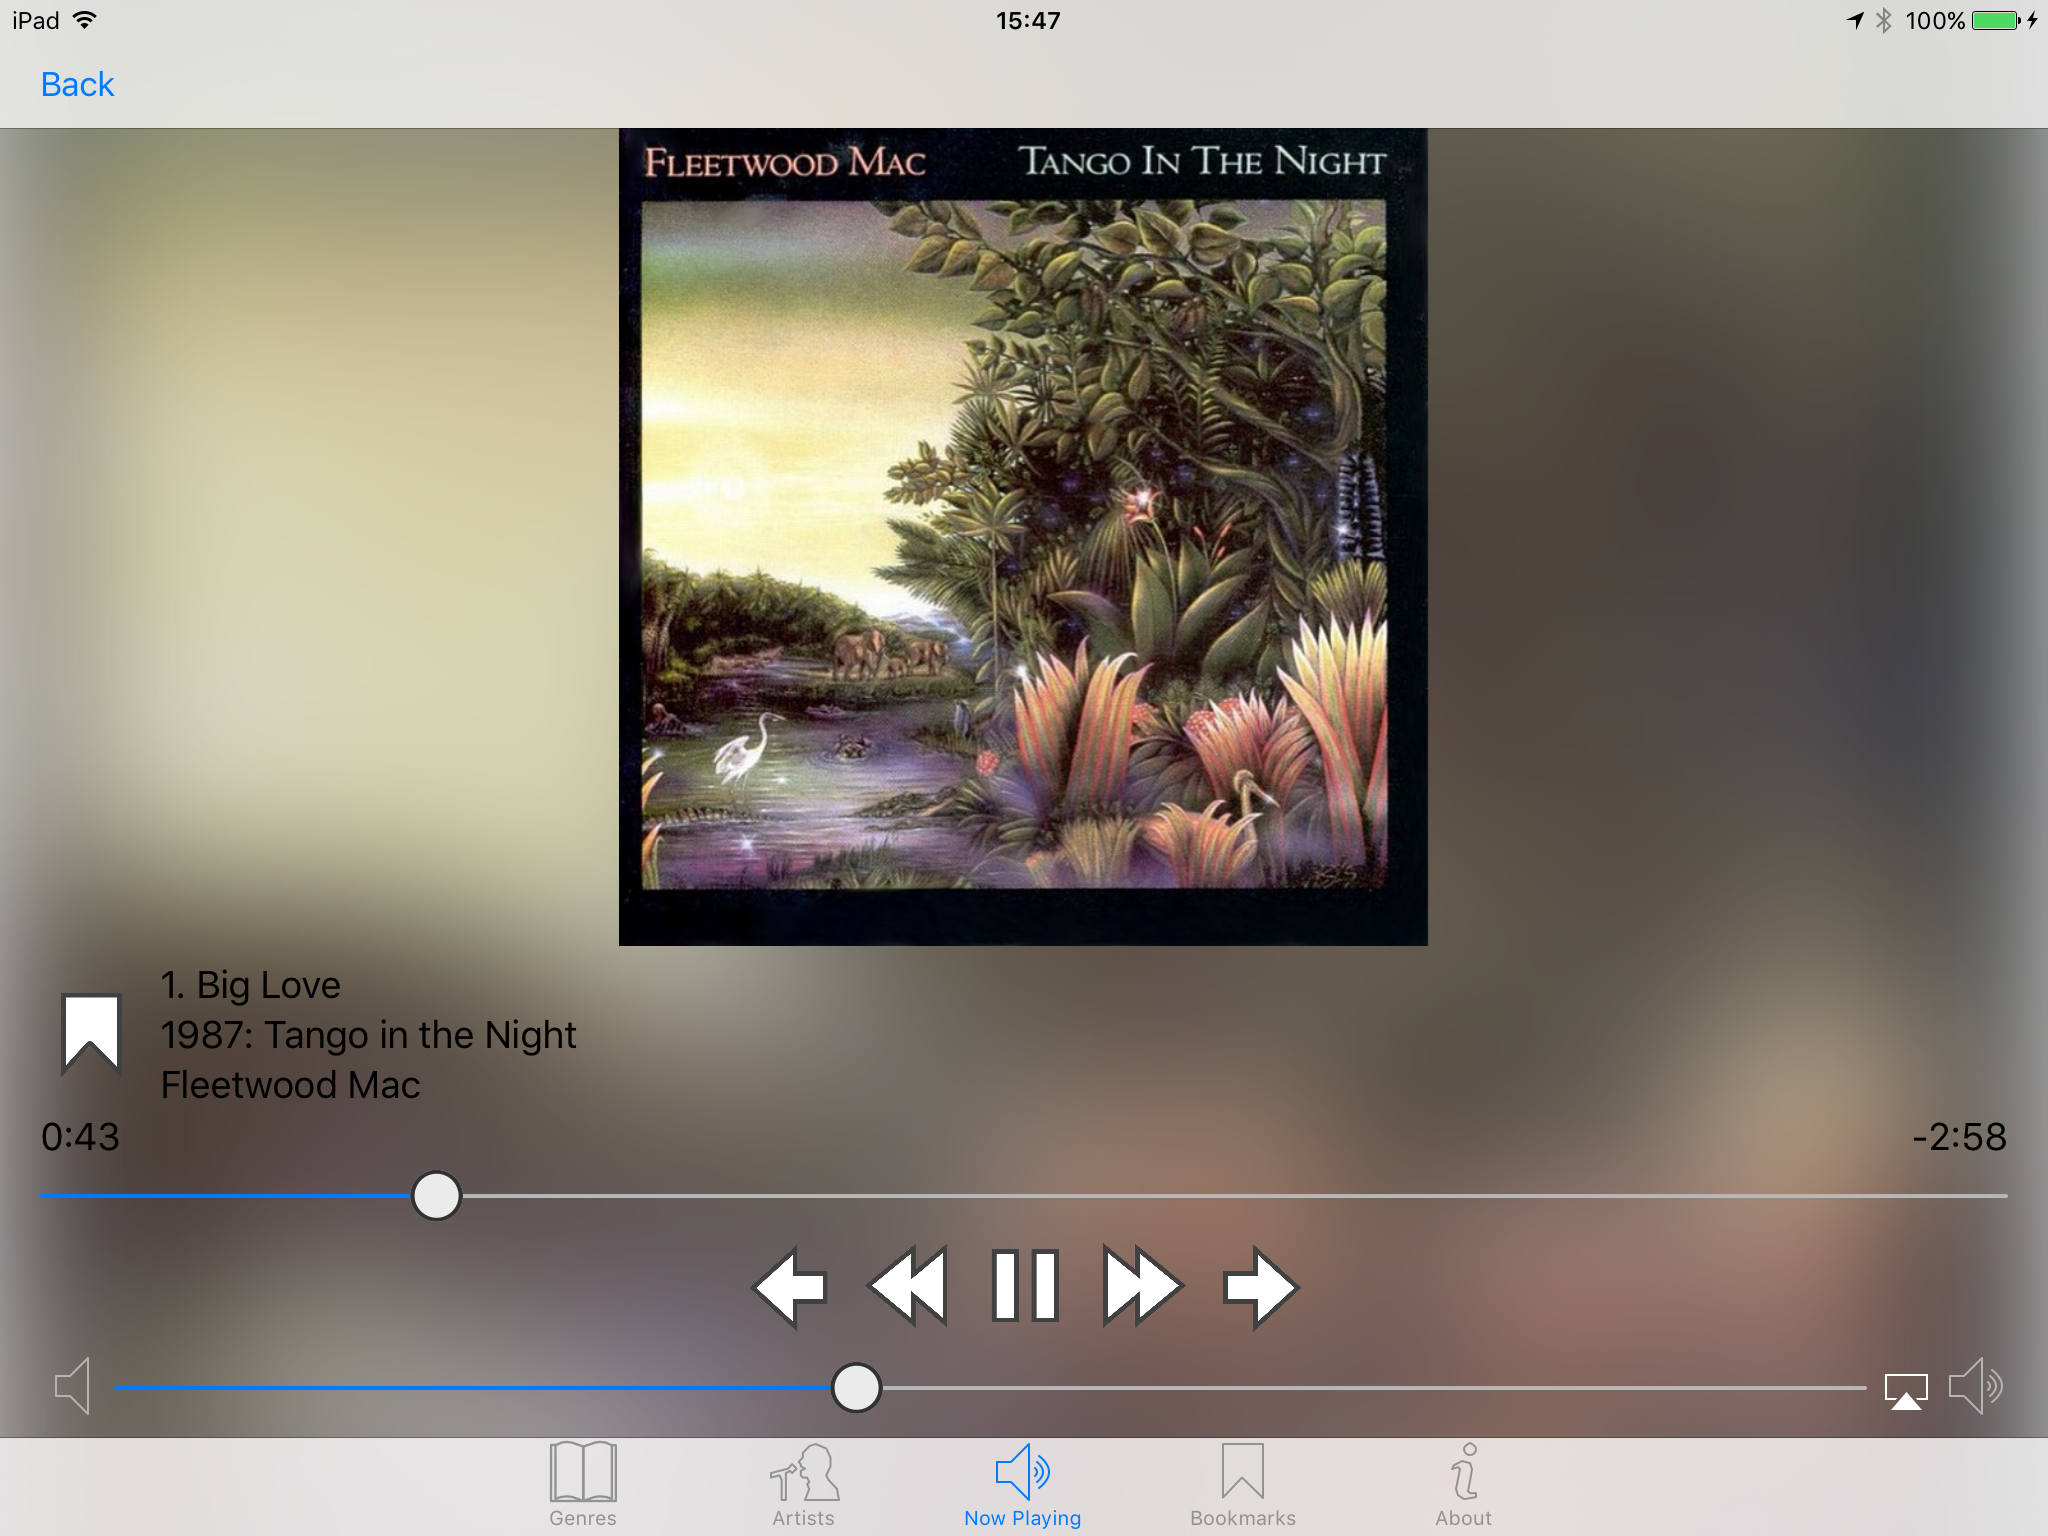 iPad 15:47 100%
Back
FLEETWOOD MAC TANGO IN THE NIGHT
1. Big Love
1987: Tango in the Night
Fleetwood Mac
0:43 -2:58
Genres Artists Now Playing Bookmarks About